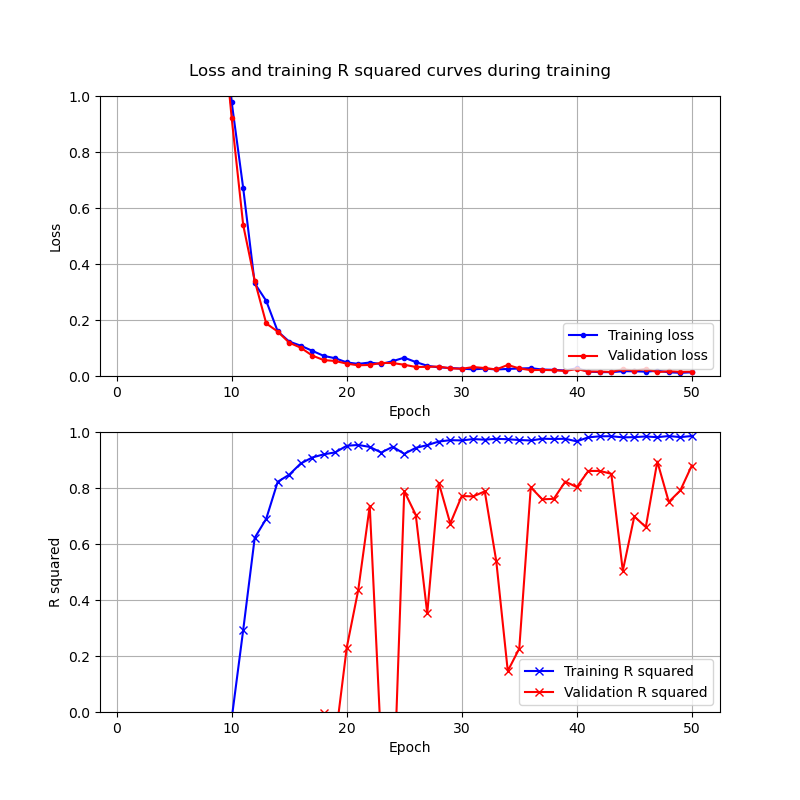 Loss and training R squared curves during training
1.0
0.8
0.6
0.4
0.2
0.0
Loss
Training loss
Validation loss
0 10 20 30 40 50
Epoch
1.0
0.8
0.6
0.4
0.2
0.0
R squared
Training R squared
Validation R squared
0 10 20 30 40 50
Epoch